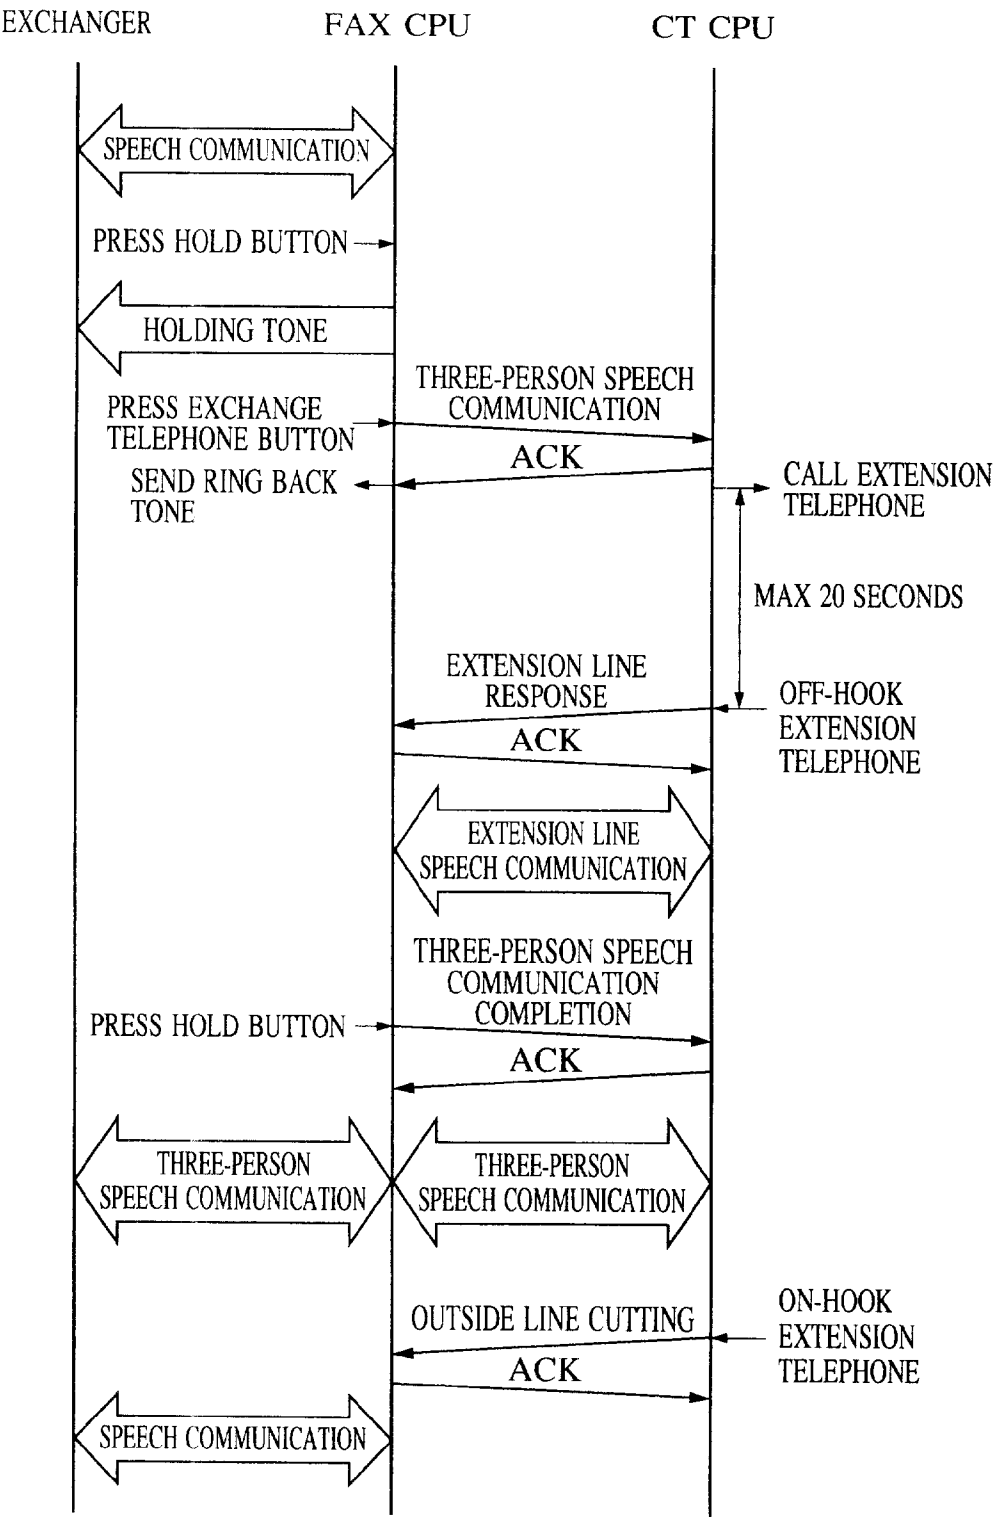 EXCHANGER
FAX CPU
CT CPU
SPEECH COMMUNICATION
PRESS HOLD BUTTON
HOLDING TONE
THREE-PERSON SPEECH
COMMUNICATION
PRESS EXCHANGE
TELEPHONE BUTTON
ACK
SEND RING BACK
TONE
CALL EXTENSION
TELEPHONE
MAX 20 SECONDS
EXTENSION LINE
RESPONSE
OFF-HOOK
EXTENSION
TELEPHONE
ACK
EXTENSION LINE
SPEECH COMMUNICATION
THREE-PERSON SPEECH
COMMUNICATION
COMPLETION
PRESS HOLD BUTTON
ACK
THREE-PERSON
SPEECH COMMUNICATION
THREE-PERSON
SPEECH COMMUNICATION
OUTSIDE LINE CUTTING
ON-HOOK
EXTENSION
TELEPHONE
ACK
SPEECH COMMUNICATION